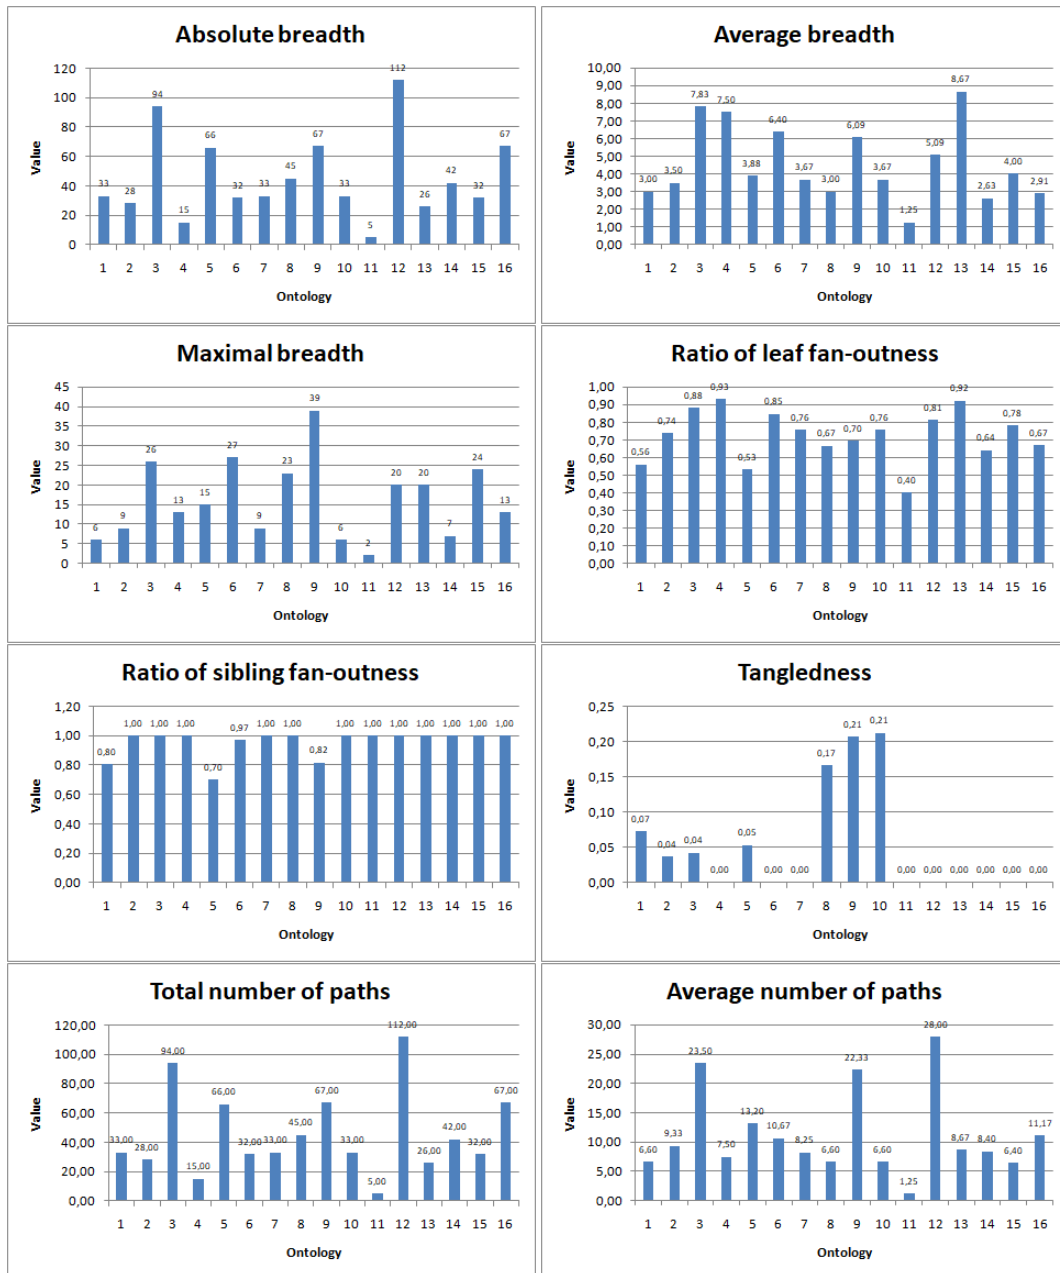 Absolute breadth
120
100
80
60
40
20
0
Value
33 28 94 15 66 32 33 45 67 33 5 112 26 42 32 67
1 2 3 4 5 6 7 8 9 10 11 12 13 14 15 16
Ontology
Average breadth
10,00
9,00
8,00
7,00
6,00
5,00
4,00
3,00
2,00
1,00
0,00
Value
3,00 3,50 7,83 7,50 3,88 6,40 3,67 3,00 6,09 3,67 1,25 5,09 8,67 2,63 4,00 2,91
1 2 3 4 5 6 7 8 9 10 11 12 13 14 15 16
Ontology
Maximal breadth
45
40
35
30
25
20
15
10
5
0
Value
6 9 26 13 15 27 9 23 39 6 2 20 20 7 24 13
1 2 3 4 5 6 7 8 9 10 11 12 13 14 15 16
Ontology
Ratio of leaf fan-outness
1,00
0,90
0,80
0,70
0,60
0,50
0,40
0,30
0,20
0,10
0,00
Value
0,56 0,74 0,88 0,93 0,53 0,85 0,76 0,67 0,70 0,76 0,40 0,81 0,92 0,64 0,78 0,67
1 2 3 4 5 6 7 8 9 10 11 12 13 14 15 16
Ontology
Ratio of sibling fan-outness
1,20
1,00
0,80
0,60
0,40
0,20
0,00
Value
0,80 1,00 1,00 1,00 0,70 0,97 1,00 1,00 0,82 1,00 1,00 1,00 1,00 1,00 1,00 1,00
1 2 3 4 5 6 7 8 9 10 11 12 13 14 15 16
Ontology
Tangledness
0,25
0,20
0,15
0,10
0,05
0,00
Value
0,07 0,04 0,04 0,00 0,05 0,00 0,00 0,17 0,21 0,21 0,00 0,00 0,00 0,00 0,00 0,00
1 2 3 4 5 6 7 8 9 10 11 12 13 14 15 16
Ontology
Total number of paths
120,00
100,00
80,00
60,00
40,00
20,00
0,00
Value
33,00 28,00 94,00 15,00 66,00 32,00 33,00 45,00 67,00 33,00 5,00 112,00 26,00 42,00 32,00 67,00
1 2 3 4 5 6 7 8 9 10 11 12 13 14 15 16
Ontology
Average number of paths
30,00
25,00
20,00
15,00
10,00
5,00
0,00
Value
6,60 9,33 23,50 7,50 13,20 10,67 8,25 6,60 22,33 6,60 1,25 28,00 8,67 8,40 6,40 11,17
1 2 3 4 5 6 7 8 9 10 11 12 13 14 15 16
Ontology